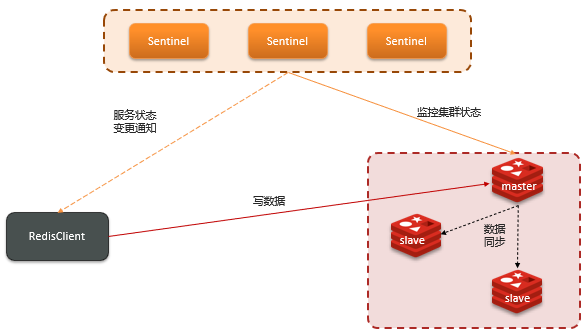 Sentinel
Sentinel
Sentinel
服务状态
变更通知
监控集群状态
master
写数据
RedisClient
slave
数据
同步
slave